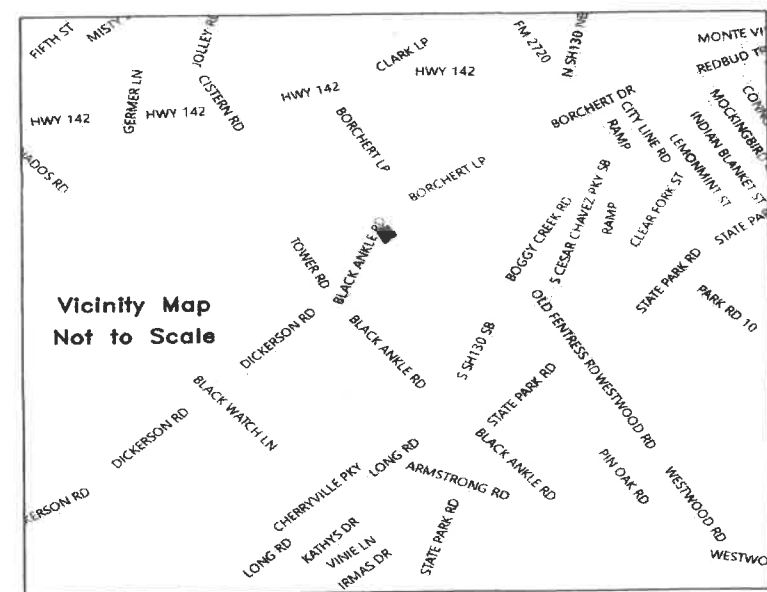 FIFTH ST
JOLLEY
CLARK LP
FM 2720
N SH130
MONTE
REDBUD
HWY 142
GERMER LN
HWY 142
CISTERN RD
HWY 142
HWY 142
BORCHERT LP
BORCHERT DR
CITY LINE RD
RAMP
MOCKINGBIRD
INDIAN BLANKET ST
LEMONMINT ST
BORCHERT LP
BLACK ANKLE RD
TOWER RD
BOGGY CREEK RD
S CESAR CHAVEZ PKY SB
RAMP
CLEAR FORK ST
STATE
STATE PARK RD
PARK RD 10
Vicinity Map
Not to Scale
DICKERSON RD
BLACK ANKLE RD
S SH130 SB
OLD FENTRESS RD
WESTWOOD RD
BLACK WATCH LN
STATE PARK RD
DICKERSON RD
BLACK ANKLE RD
LONG RD
ARMSTRONG RD
CHERRYVILLE PKY
PIN OAK RD
WESTWOOD RD
KERSON RD
LONG RD
KATHYS DR
VINIE LN
IRMAS DR
STATE PARK RD
WESTWO